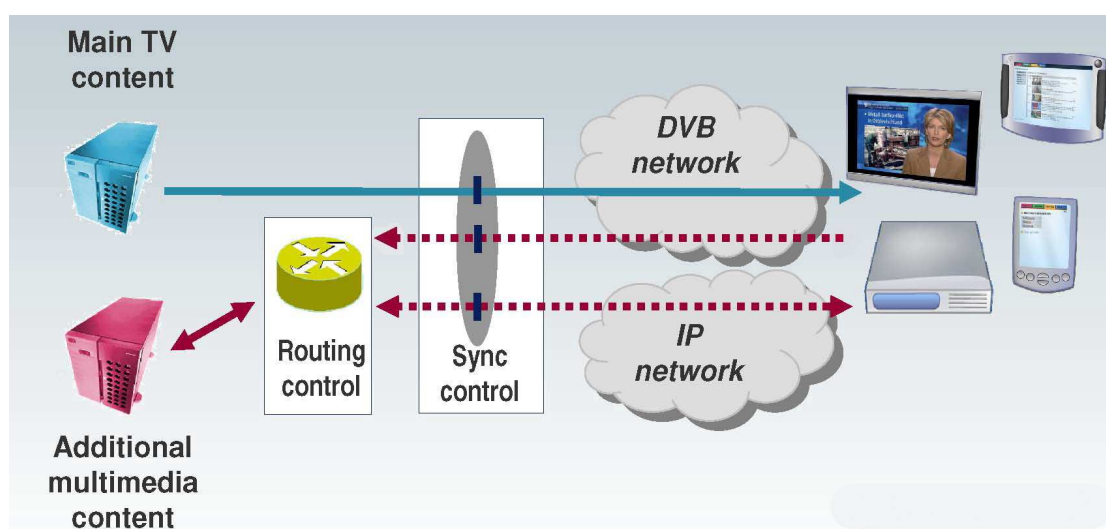 Main TV
content
DVB
network
Routing
control
Sync
control
IP
network
Additional
multimedia
content